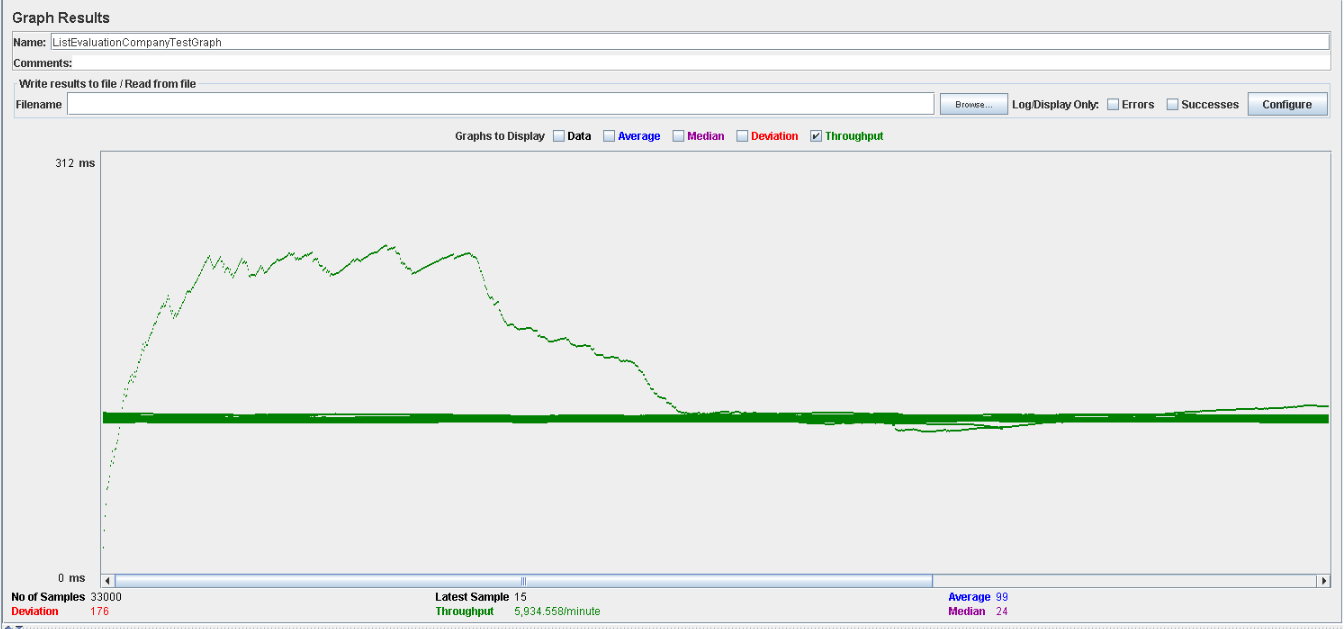 Graph Results
Name: ListEvaluationCompanyTestGraph
Comments:
Write results to file / Read from file
Filename Browse... Log/Display Only: Errors Successes Configure
Graphs to Display Data Average Median Deviation Throughput
312 ms
0 ms
No of Samples 33000 Latest Sample 15 Average 99
Deviation 176 Throughput 5,934.558/minute Median 24